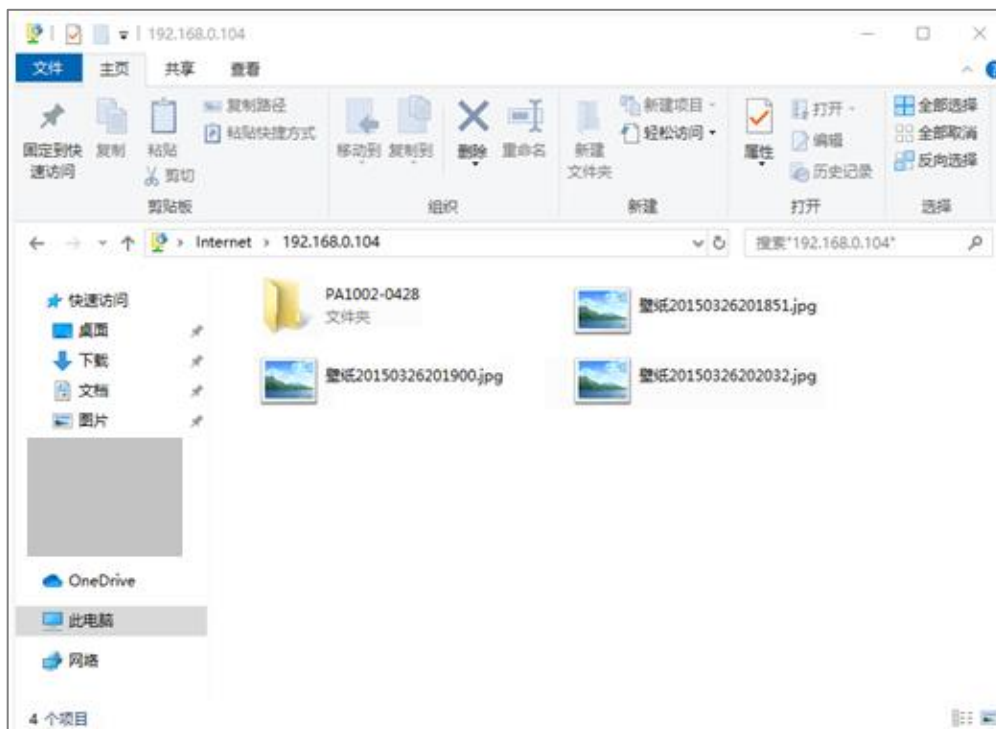 192.168.0.104
文件 主页 共享 查看
固定到快速访问
复制
粘贴
剪切
复制路径
粘贴快捷方式
剪贴板
移动到 复制到 删除 重命名
组织
新建
文件夹
新建项目
轻松访问
新建
属性
打开
编辑
历史记录
打开
全部选择
全部取消
反向选择
选择
Internet > 192.168.0.104
搜索"192.168.0.104"
快速访问
桌面
下载
文档
图片
OneDrive
此电脑
网络
PA1002-0428
文件夹
壁纸20150326201851.jpg
壁纸20150326201900.jpg
壁纸20150326202032.jpg
4 个项目